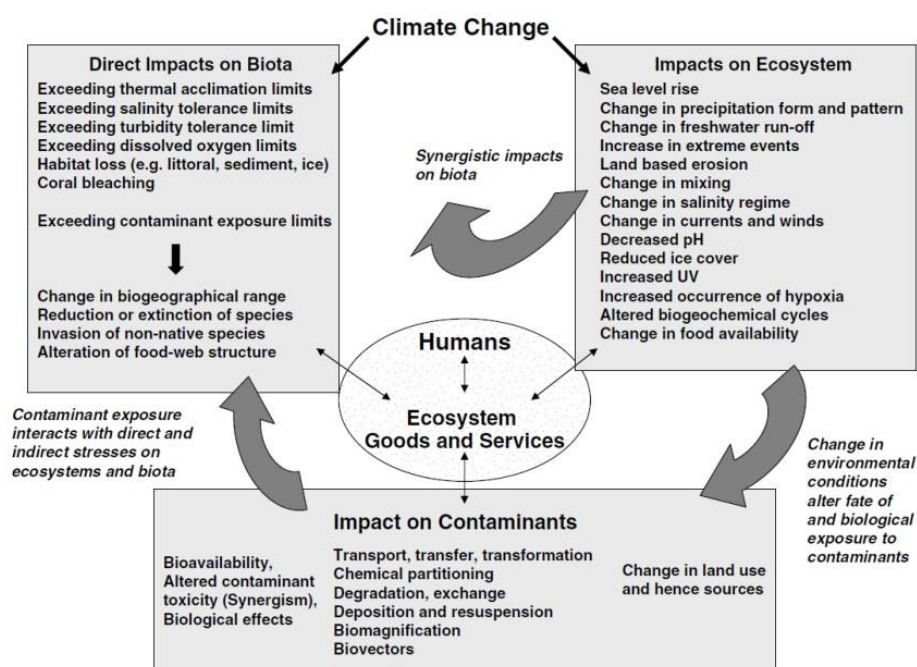 Climate Change
Direct Impacts on Biota
Exceeding thermal acclimation limits
Exceeding salinity tolerance limits
Exceeding turbidity tolerance limit
Exceeding dissolved oxygen limits
Habitat loss (e.g. littoral, sediment, ice)
Coral bleaching
Exceeding contaminant exposure limits
Change in biogeographical range
Reduction or extinction of species
Invasion of non-native species
Alteration of food-web structure
Synergistic impacts
on biota
Impacts on Ecosystem
Sea level rise
Change in precipitation form and pattern
Change in freshwater run-off
Increase in extreme events
Land based erosion
Change in mixing
Change in salinity regime
Change in currents and winds
Decreased pH
Reduced ice cover
Increased UV
Increased occurrence of hypoxia
Altered biogeochemical cycles
Change in food availability
Humans
Ecosystem
Goods and Services
Contaminant exposure
interacts with direct and
indirect stresses on
ecosystems and biota
Change in
environmental
conditions
alter fate of
and biological
exposure to
contaminants
Impact on Contaminants
Bioavailability,
Altered contaminant
toxicity (Synergism),
Biological effects
Transport, transfer, transformation
Chemical partitioning
Degradation, exchange
Deposition and resuspension
Biomagnification
Biovectors
Change in land use
and hence sources